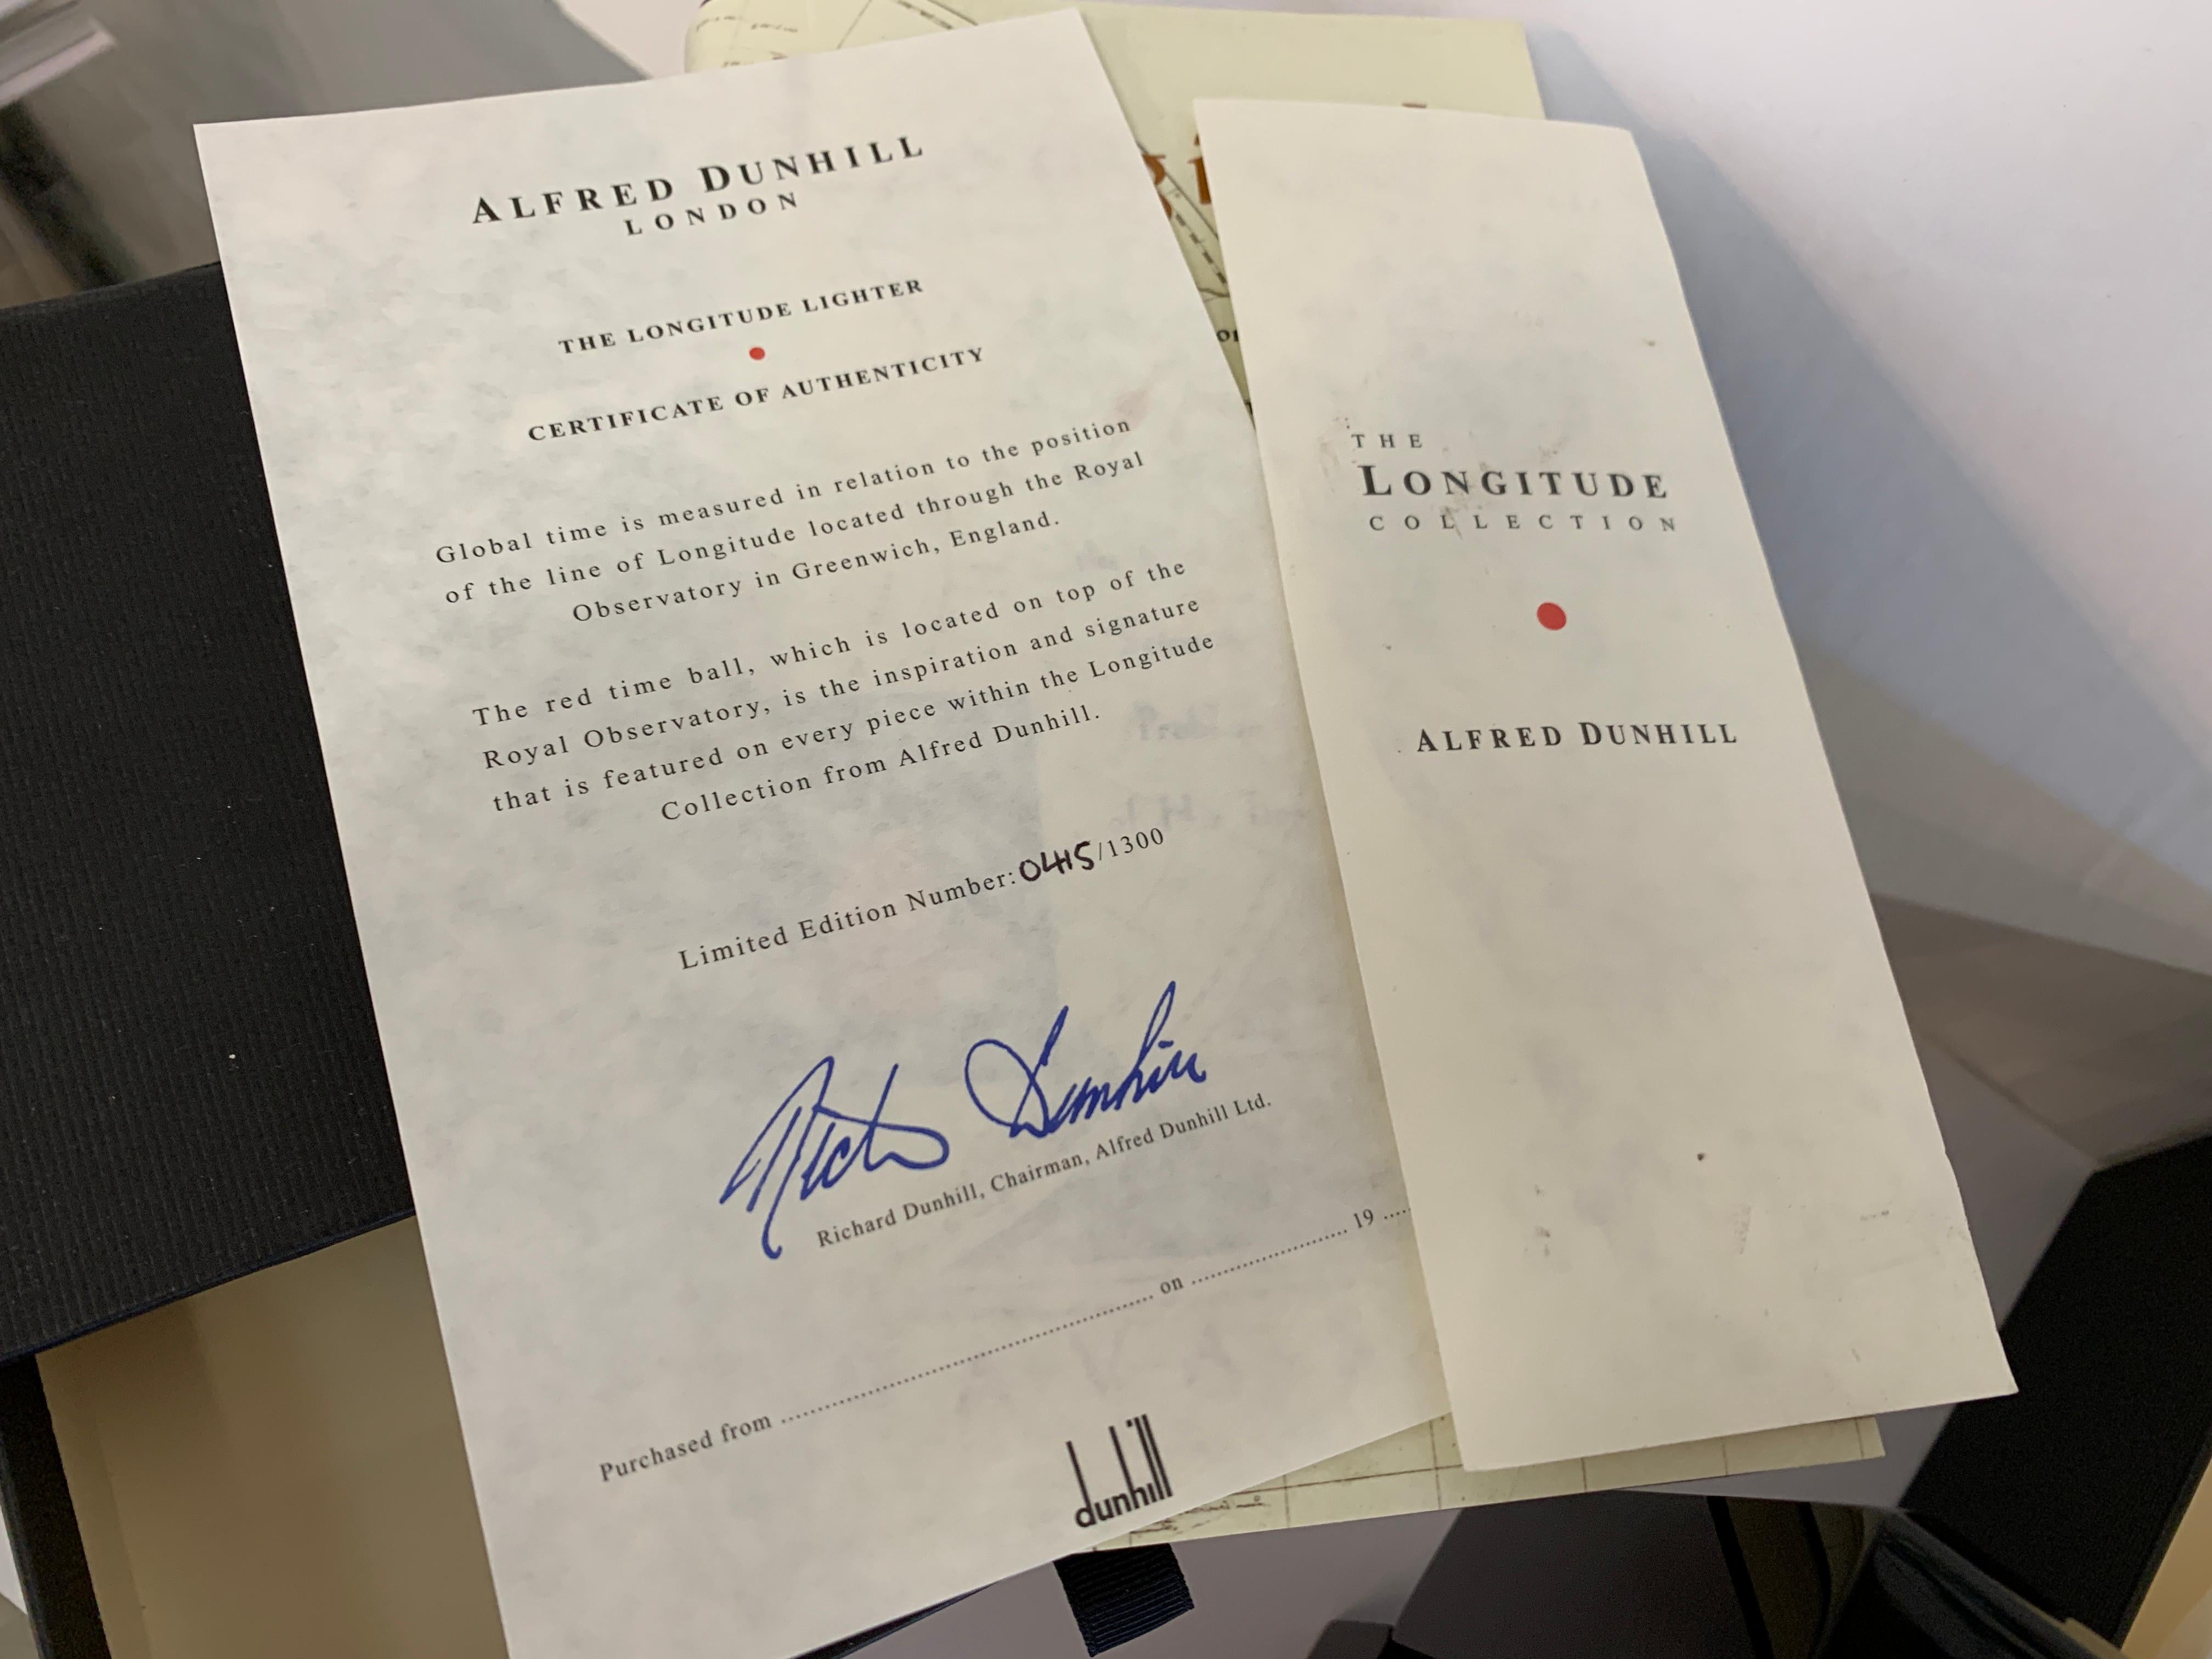 ALFRED DUNHILL
LONDON
THE LONGITUDE LIGHTER
CERTIFICATE OF AUTHENTICITY
Global time is measured in relation to the position
of the line of Longitude located through the Royal
Observatory in Greenwich, England.
The red time ball, which is located on top of the
Royal Observatory, is the inspiration and signature
that is featured on every piece within the Longitude
Collection from Alfred Dunhill.
Limited Edition Number: 0415/1300
Richard Dunhill
Richard Dunhill, Chairman, Alfred Dunhill Ltd.
Purchased from .......................................................... on ........................ 19 ....
dunhill
THE
LONGITUDE
COLLECTION
ALFRED DUNHILL